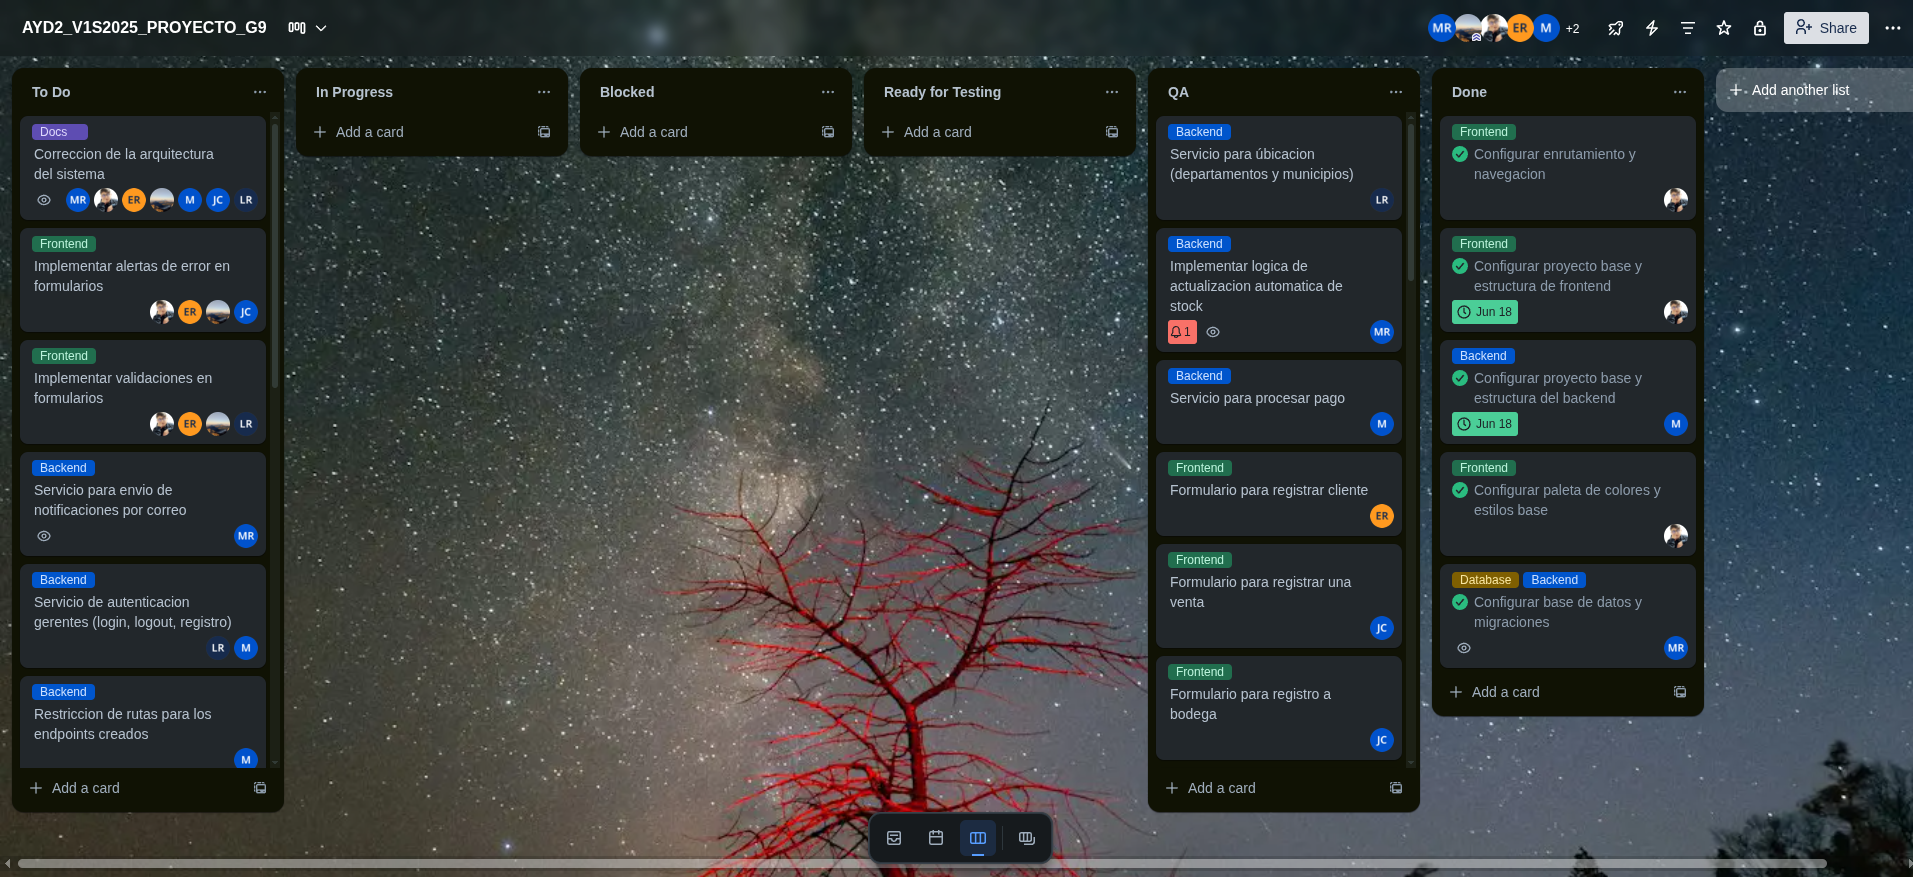 AYD2_V1S2025_PROYECTO_G9
MR
ER
M
+2
Share
To Do
Docs
Correccion de la arquitectura
del sistema
MR ER M JC LR
Frontend
Implementar alertas de error en
formularios
ER JC
Frontend
Implementar validaciones en
formularios
ER LR
Backend
Servicio para envio de
notificaciones por correo
MR
Backend
Servicio de autenticacion
gerentes (login, logout, registro)
LR M
Backend
Restriccion de rutas para los
endpoints creados
M
Add a card
In Progress
Add a card
Blocked
Add a card
Ready for Testing
Add a card
QA
Backend
Servicio para úbicacion
(departamentos y municipios)
LR
Backend
Implementar logica de
actualizacion automatica de
stock
1 MR
Backend
Servicio para procesar pago
M
Frontend
Formulario para registrar cliente
ER
Frontend
Formulario para registrar una
venta
JC
Frontend
Formulario para registro a
bodega
JC
Add a card
Done
Frontend
Configurar enrutamiento y
navegacion
Frontend
Configurar proyecto base y
estructura de frontend
Jun 18
Backend
Configurar proyecto base y
estructura del backend
Jun 18 M
Frontend
Configurar paleta de colores y
estilos base
Database Backend
Configurar base de datos y
migraciones
MR
Add a card
Add another list